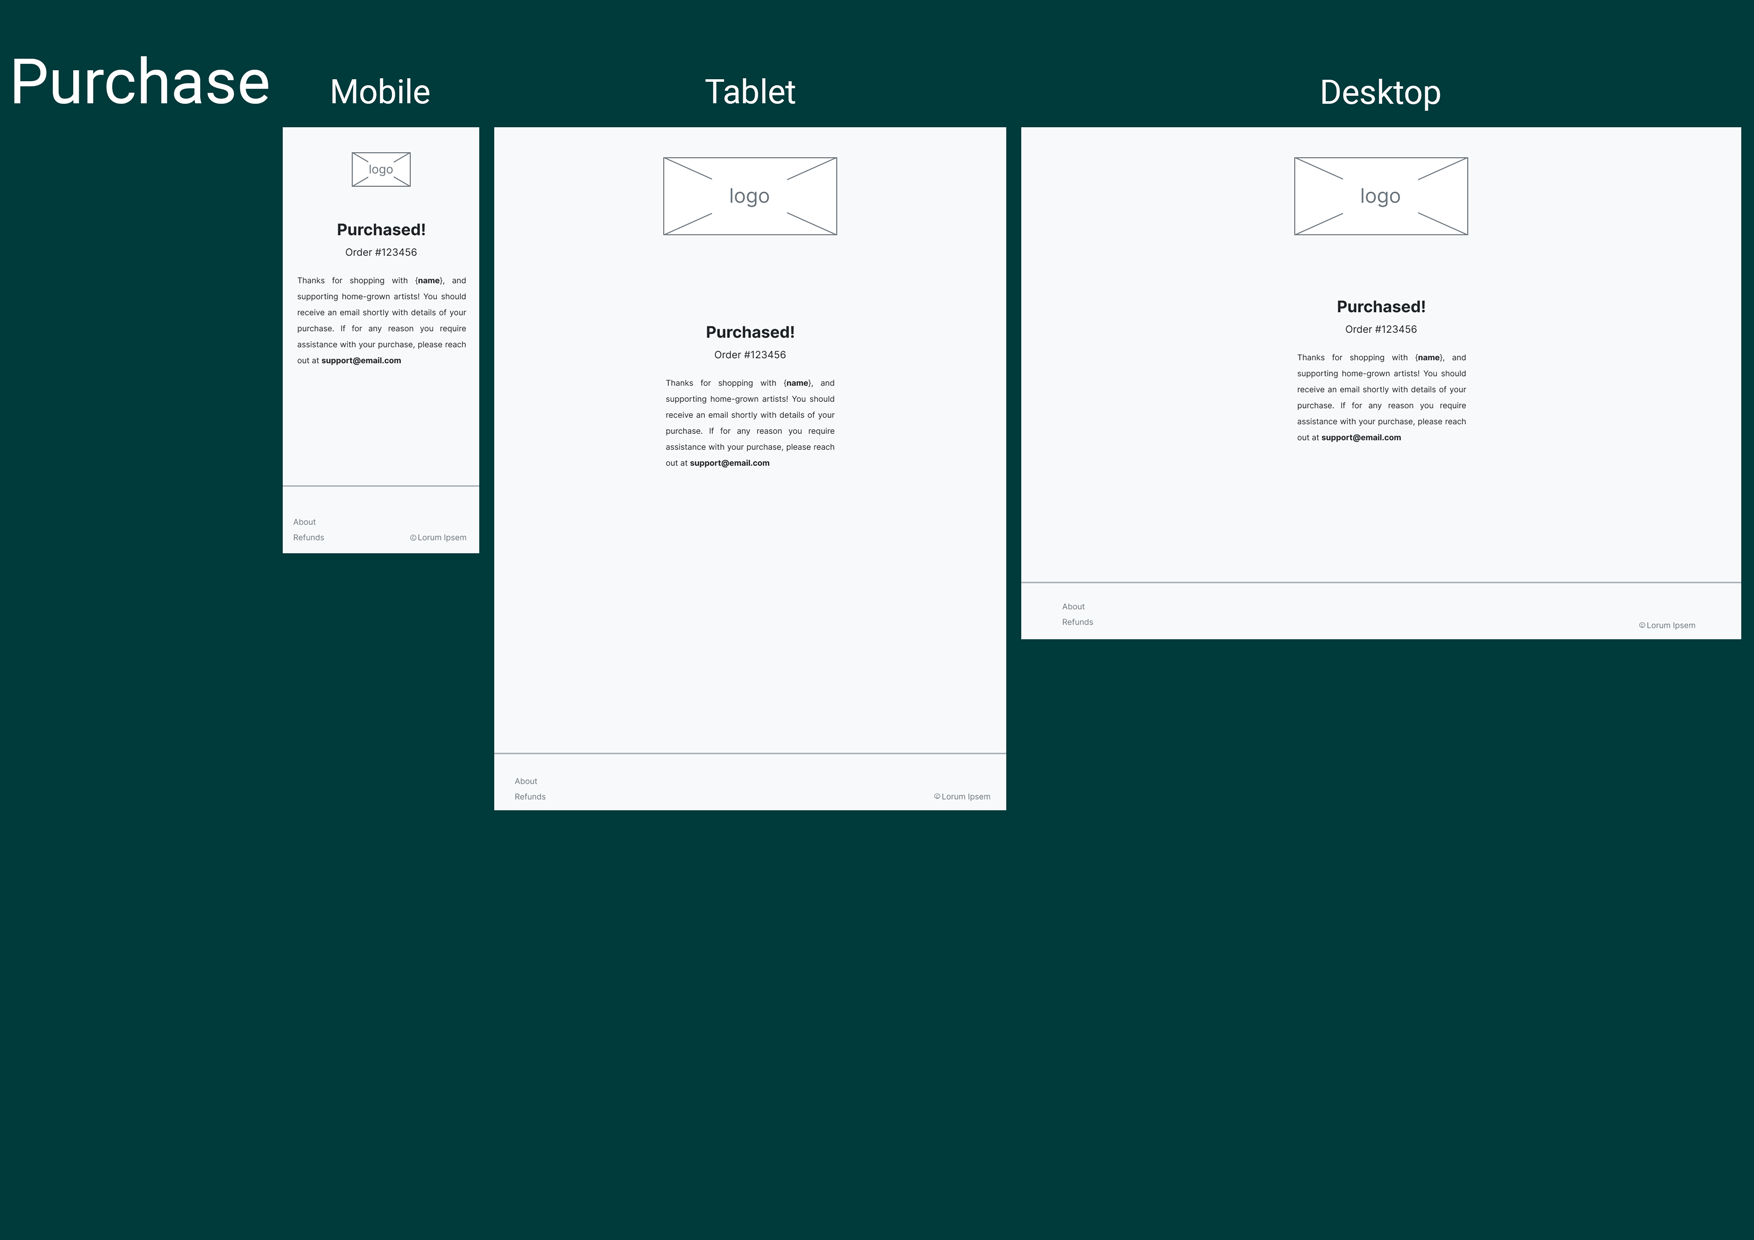 Purchase
Mobile
Tablet
Desktop
logo
Purchased!
Order #123456
Thanks for shopping with {name}, and
supporting home-grown artists! You should
receive an email shortly with details of your
purchase. If for any reason you require
assistance with your purchase, please reach
out at support@email.com
About
Refunds
© Lorum Ipsem
logo
Purchased!
Order #123456
Thanks for shopping with {name}, and
supporting home-grown artists! You should
receive an email shortly with details of your
purchase. If for any reason you require
assistance with your purchase, please reach
out at support@email.com
About
Refunds
© Lorum Ipsem
logo
Purchased!
Order #123456
Thanks for shopping with {name}, and
supporting home-grown artists! You should
receive an email shortly with details of your
purchase. If for any reason you require
assistance with your purchase, please reach
out at support@email.com
About
Refunds
© Lorum Ipsem